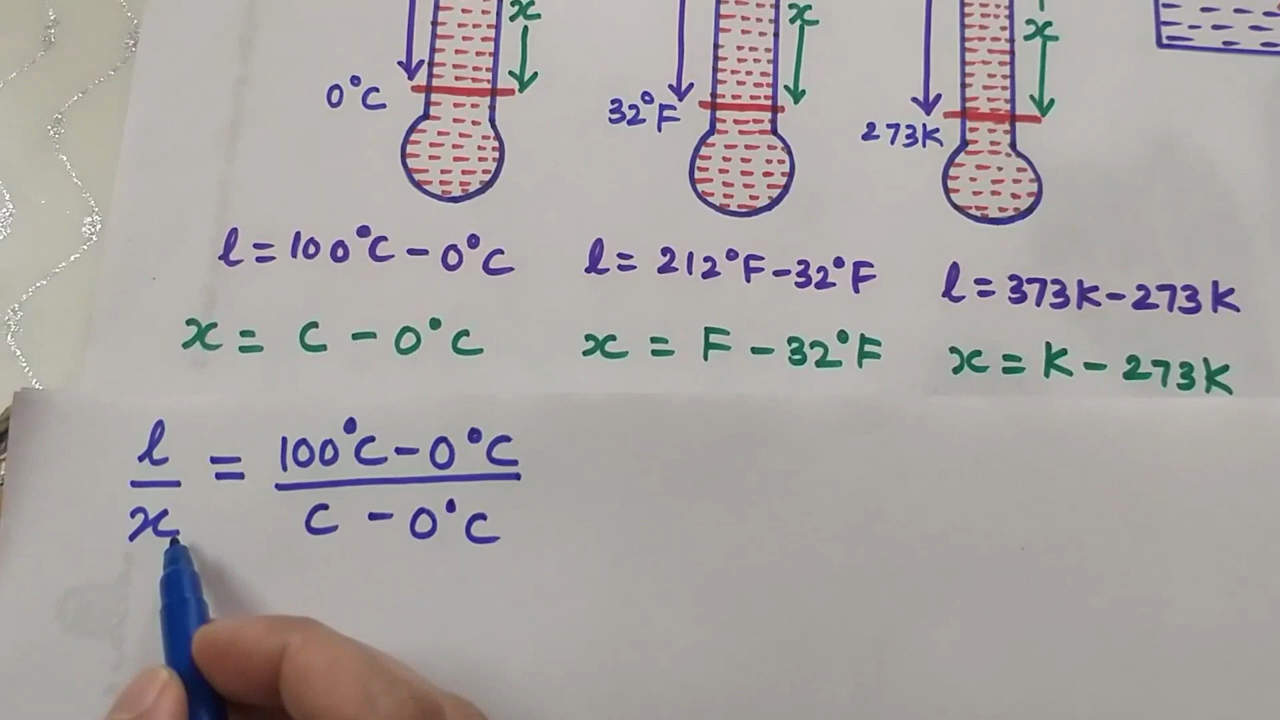 x x x
0°C 32°F 273K
l = 100°C - 0°C l = 212°F - 32°F l = 373K - 273K
x = C - 0°C x = F - 32°F x = K - 273K
l = 100°C - 0°C
x C - 0°C